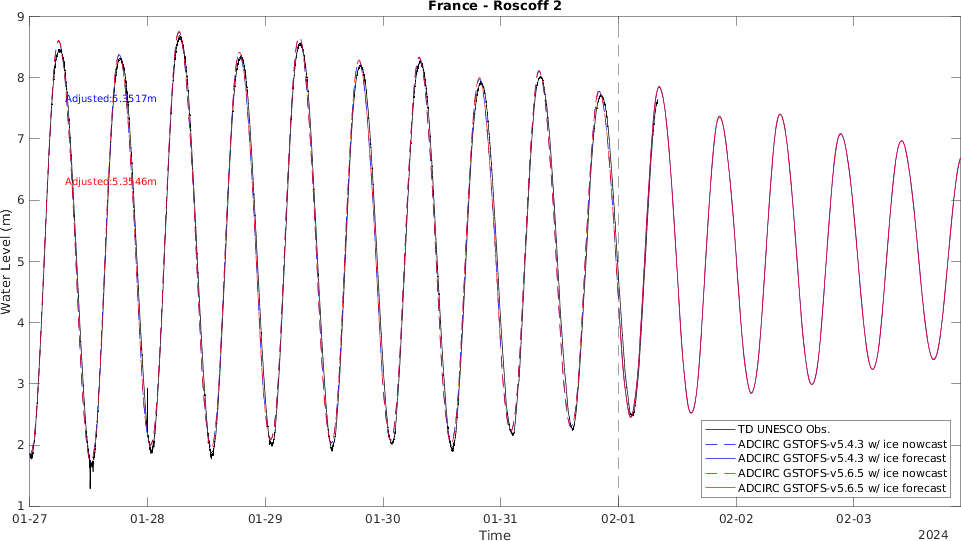 France - Roscoff 2
9
8
7
6
5
4
3
2
1
Water Level (m)
Adjusted:5.3517m
Adjusted:5.3546m
TD UNESCO Obs.
ADCIRC GSTOFS-v5.4.3 w/ ice nowcast
ADCIRC GSTOFS-v5.4.3 w/ ice forecast
ADCIRC GSTOFS-v5.6.5 w/ ice nowcast
ADCIRC GSTOFS-v5.6.5 w/ ice forecast
01-27 01-28 01-29 01-30 01-31 02-01 02-02 02-03
Time
2024